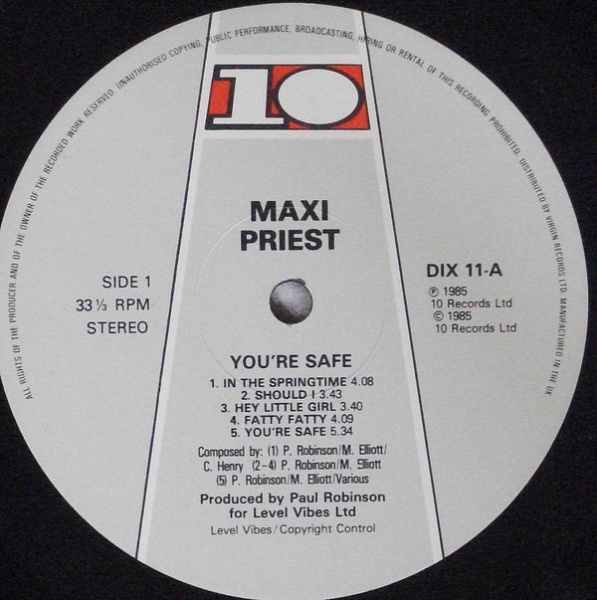 ALL RIGHTS OF THE PRODUCER AND OF THE OWNER OF THE RECORDED WORK RESERVED. UNAUTHORISED COPYING, PUBLIC PERFORMANCE, BROADCASTING, HIRING OR RENTAL OF THIS RECORDING PROHIBITED. DISTRIBUTED BY VIRGIN RECORDS LTD. MANUFACTURED IN THE UK
10
MAXI
PRIEST
SIDE 1
33⅓ RPM
STEREO
DIX 11-A
℗ 1985
10 Records Ltd
© 1985
10 Records Ltd
YOU'RE SAFE
1. IN THE SPRINGTIME 4.08
2. SHOULD I 3.43
3. HEY LITTLE GIRL 3.40
4. FATTY FATTY 4.09
5. YOU'RE SAFE 5.34
Composed by: (1) P. Robinson/M. Elliott/
C. Henry (2-4) P. Robinson/M. Elliott
(5) P. Robinson/M. Elliott/Various
Produced by Paul Robinson
for Level Vibes Ltd
Level Vibes/Copyright Control